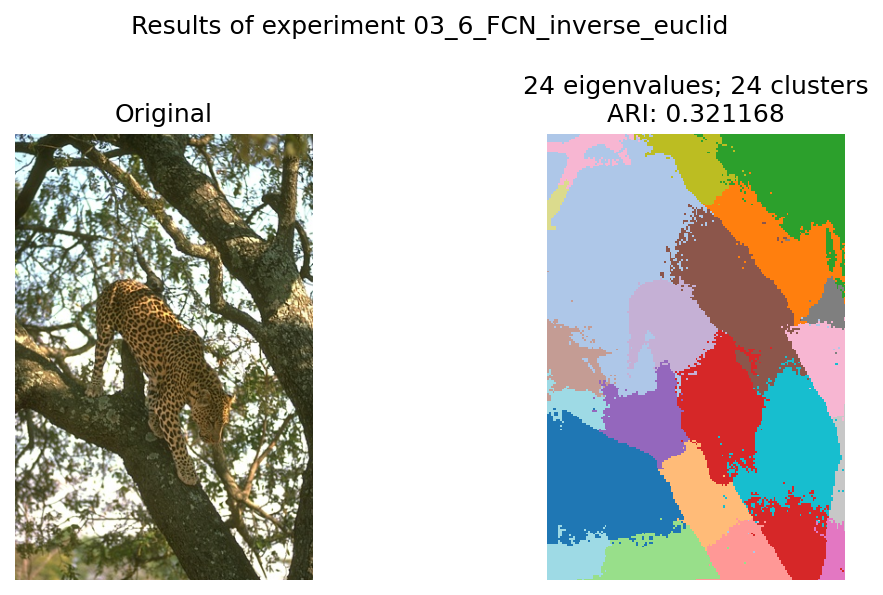 Results of experiment 03_6_FCN_inverse_euclid
Original
24 eigenvalues; 24 clusters
ARI: 0.321168